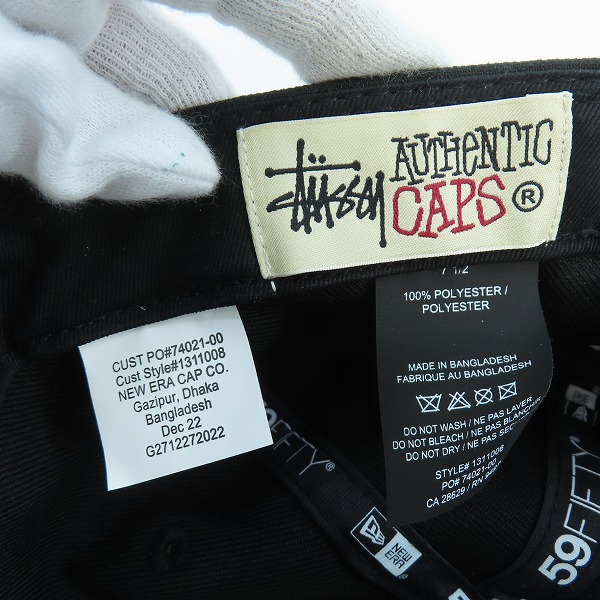 Stüssy AUTHENTIC
CAPS ®
7 1/2
100% POLYESTER /
POLYESTER
MADE IN BANGLADESH
FABRIQUE AU BANGLADESH
DO NOT WASH / NE PAS LAVER
DO NOT BLEACH / NE PAS BLANCHIR
DO NOT DRY / NE PAS
STYLE# 1311008
PO# 74021-00
CA 28629 / RN
CUST PO#74021-00
Cust Style#1311008
NEW ERA CAP CO.
Gazipur, Dhaka
Bangladesh
Dec 22
G2712272022
59FIFTY®
NEW ERA
59FIFTY